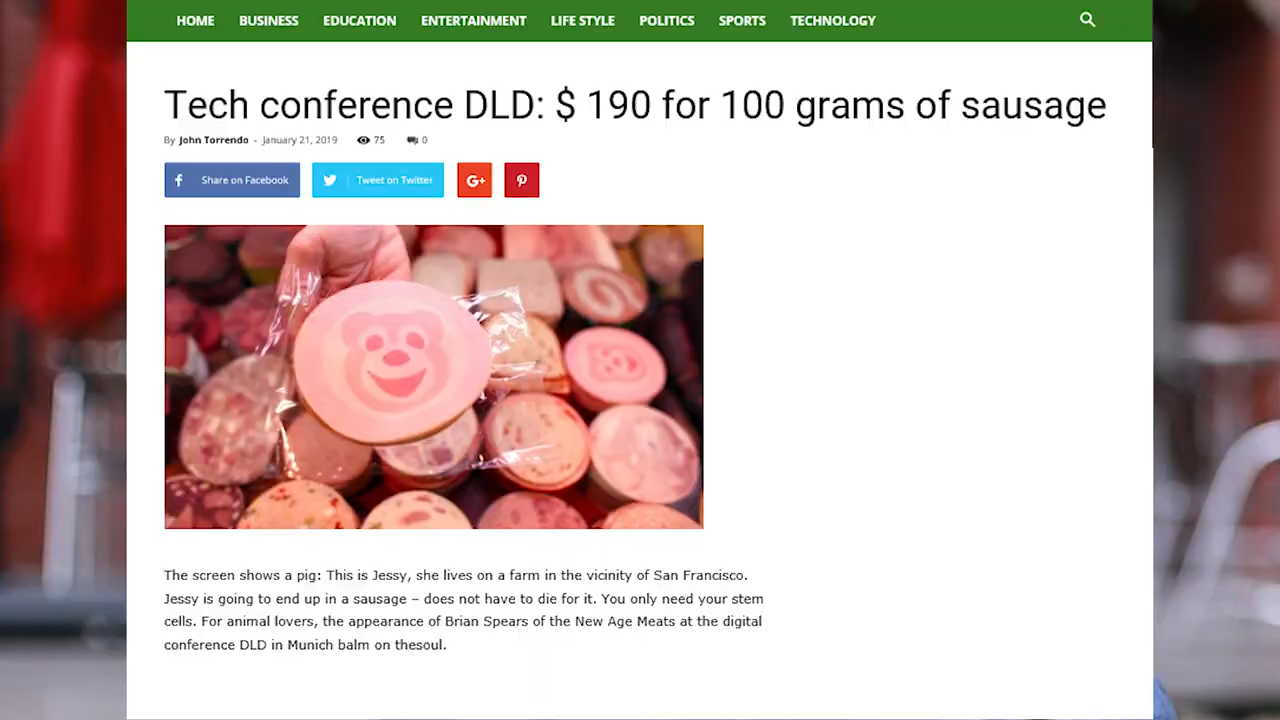 HOME BUSINESS EDUCATION ENTERTAINMENT LIFE STYLE POLITICS SPORTS TECHNOLOGY
Tech conference DLD: $ 190 for 100 grams of sausage
By John Torrendo - January 21, 2019 75 0
Share on Facebook Tweet on Twitter G+
The screen shows a pig: This is Jessy, she lives on a farm in the vicinity of San Francisco.
Jessy is going to end up in a sausage – does not have to die for it. You only need your stem
cells. For animal lovers, the appearance of Brian Spears of the New Age Meats at the digital
conference DLD in Munich balm on thesoul.